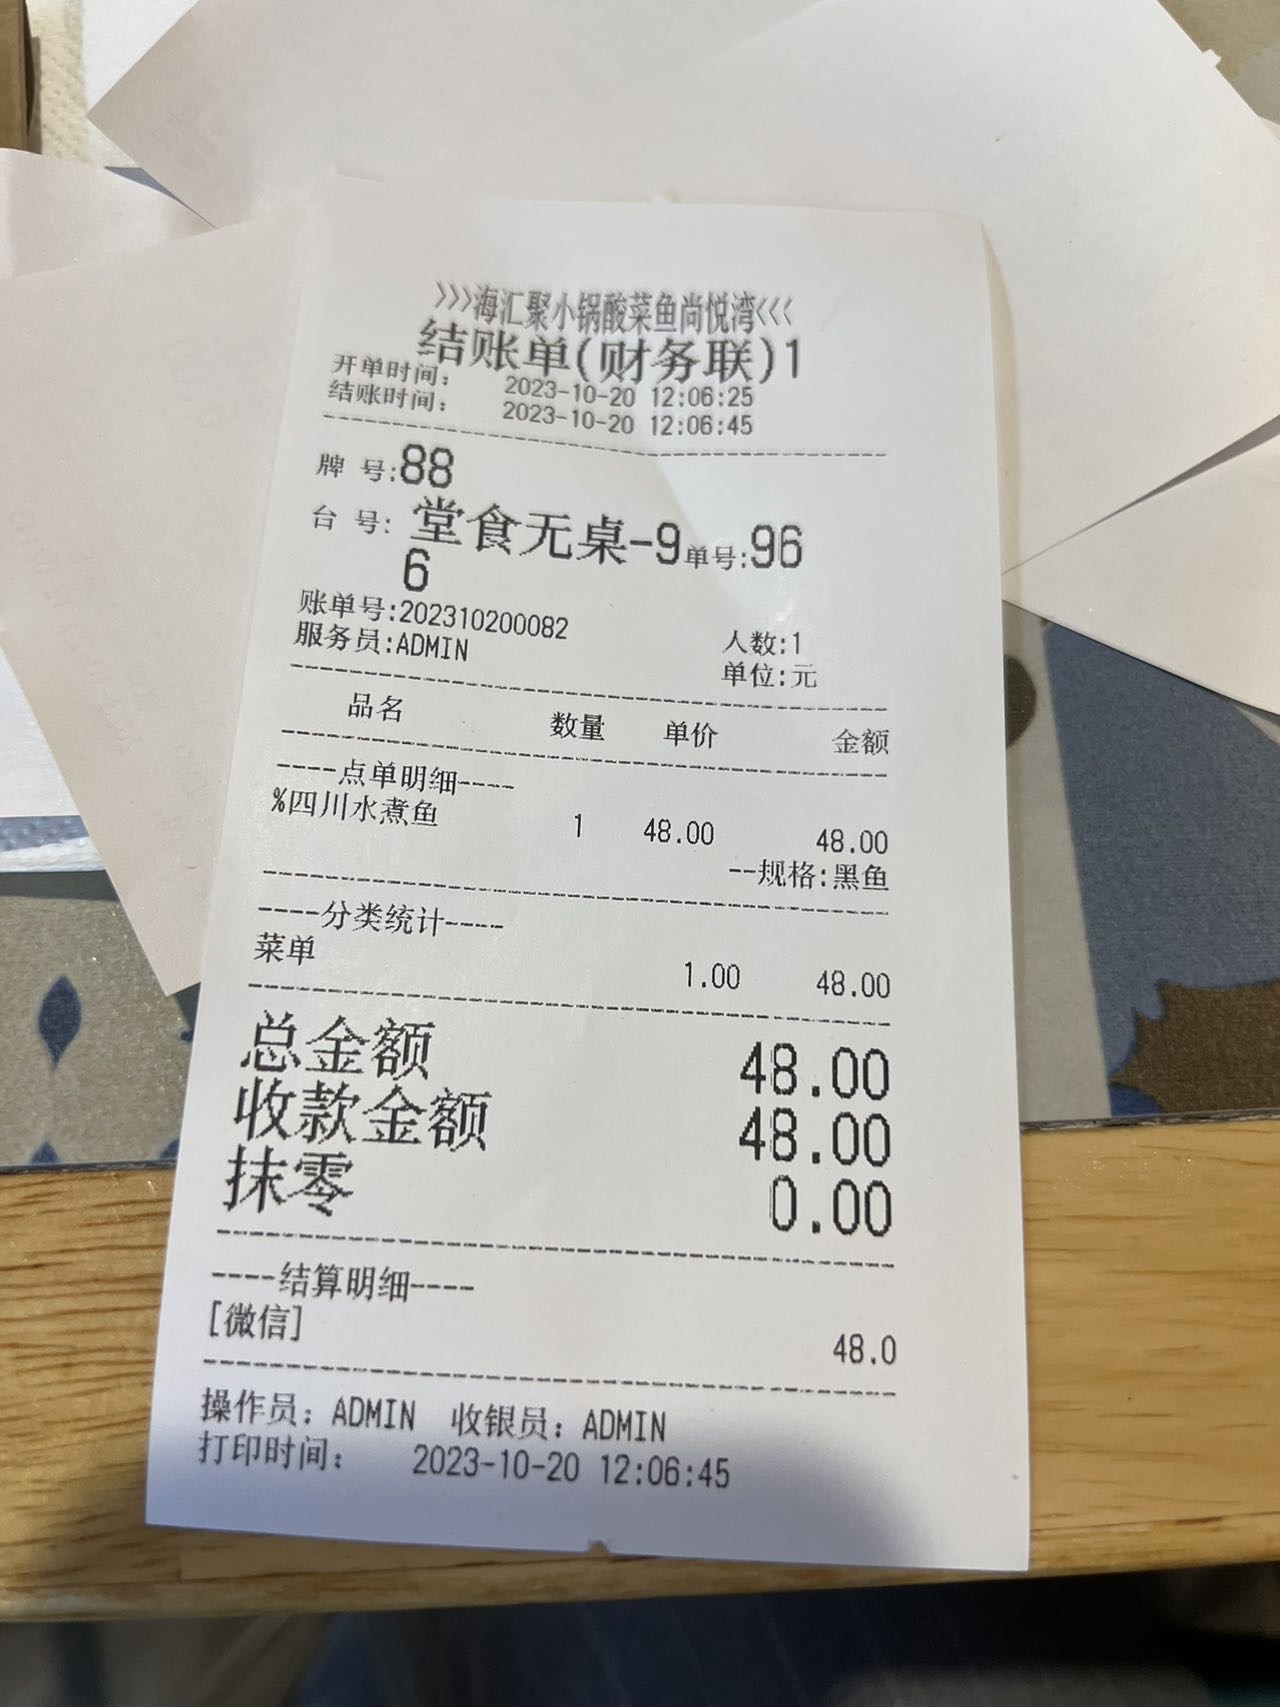 >>>海汇聚小锅酸菜鱼尚悦湾<<<
结账单(财务联)1
开单时间: 2023-10-20 12:06:25
结账时间: 2023-10-20 12:06:45
牌 号:88
台 号: 堂食无桌-9单号:96
6
账单号:202310200082 人数:1
服务员:ADMIN 单位:元
品名 数量 单价 金额
----点单明细----
%四川水煮鱼 1 48.00 48.00
--规格:黑鱼
----分类统计----
菜单 1.00 48.00
总金额 48.00
收款金额 48.00
抹零 0.00
----结算明细----
[微信] 48.0
操作员: ADMIN 收银员: ADMIN
打印时间: 2023-10-20 12:06:45